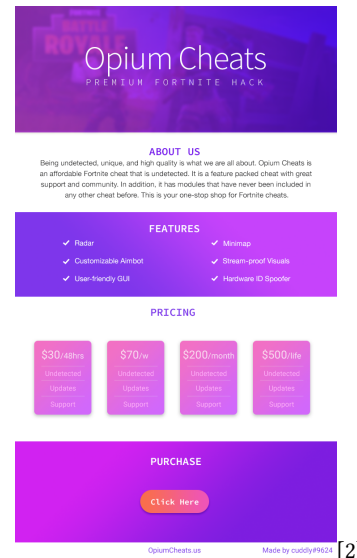 FORTNITE
BATTLE
ROYALE
Opium Cheats
PREMIUM FORTNITE HACK
ABOUT US
Being undetected, unique, and high quality is what we are all about. Opium Cheats is
an affordable Fortnite cheat that is undetected. It is a feature packed cheat with great
support and community. In addition, it has modules that have never been included in
any other cheat before. This is your one-stop shop for Fortnite cheats.
FEATURES
Radar
Minimap
Customizable Aimbot
Stream-proof Visuals
User-friendly GUI
Hardware ID Spoofer
PRICING
$30/48hrs
Undetected
Updates
Support
$70/w
Undetected
Updates
Support
$200/month
Undetected
Updates
Support
$500/life
Undetected
Updates
Support
PURCHASE
Click Here
OpiumCheats.us
Made by cuddly#9624
[2